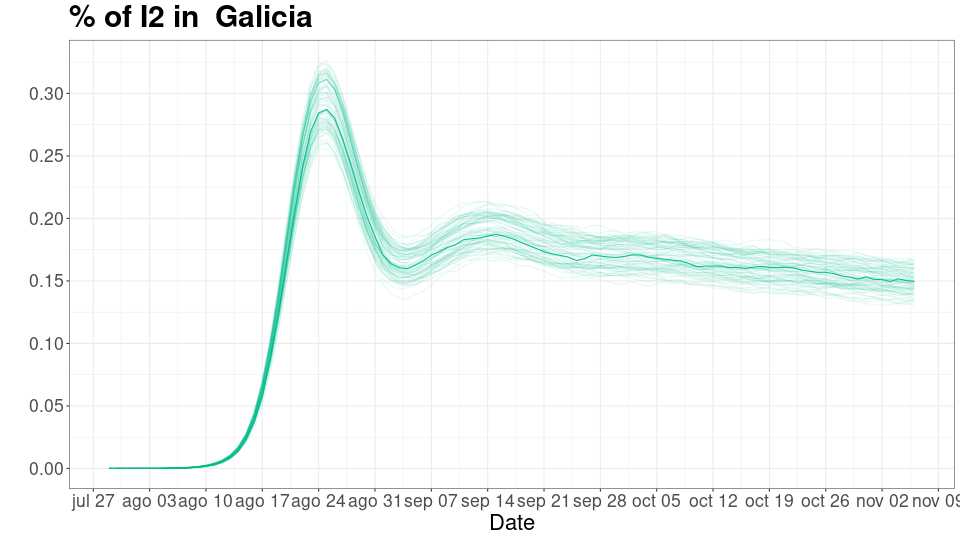 % of I2 in  Galicia
0.30
0.25
0.20
0.15
0.10
0.05
0.00
jul 27 ago 03 ago 10 ago 17 ago 24 ago 31 sep 07 sep 14 sep 21 sep 28 oct 05 oct 12 oct 19 oct 26 nov 02 nov 09
Date